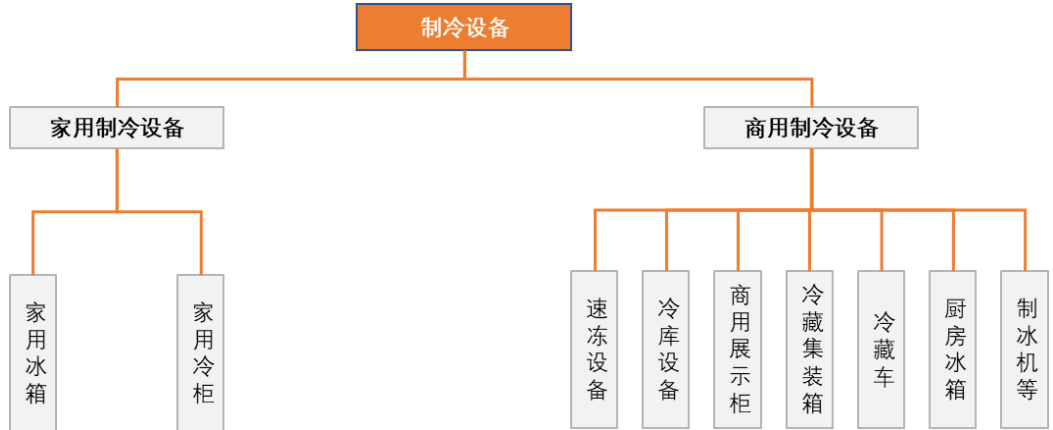 制冷设备
家用制冷设备
商用制冷设备
家用冰箱
家用冷柜
速冻设备
冷库设备
商用展示柜
冷藏集装箱
冷藏车
厨房冰箱
制冰机等